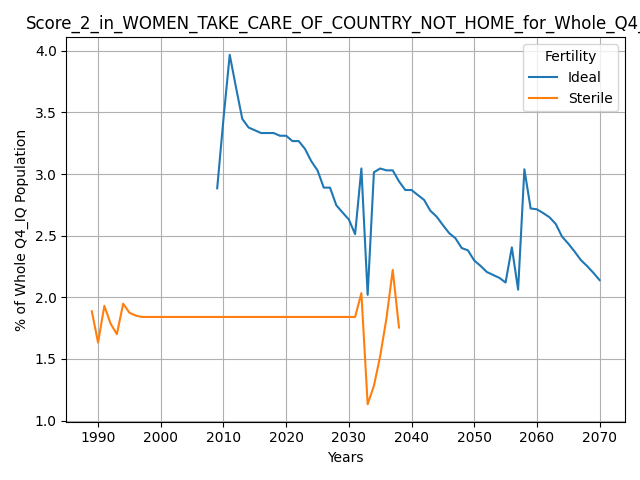 Score_2_in_WOMEN_TAKE_CARE_OF_COUNTRY_NOT_HOME_for_Whole_Q4_
Fertility
Ideal
Sterile
% of Whole Q4_IQ Population
4.0
3.5
3.0
2.5
2.0
1.5
1.0
1990 2000 2010 2020 2030 2040 2050 2060 2070
Years